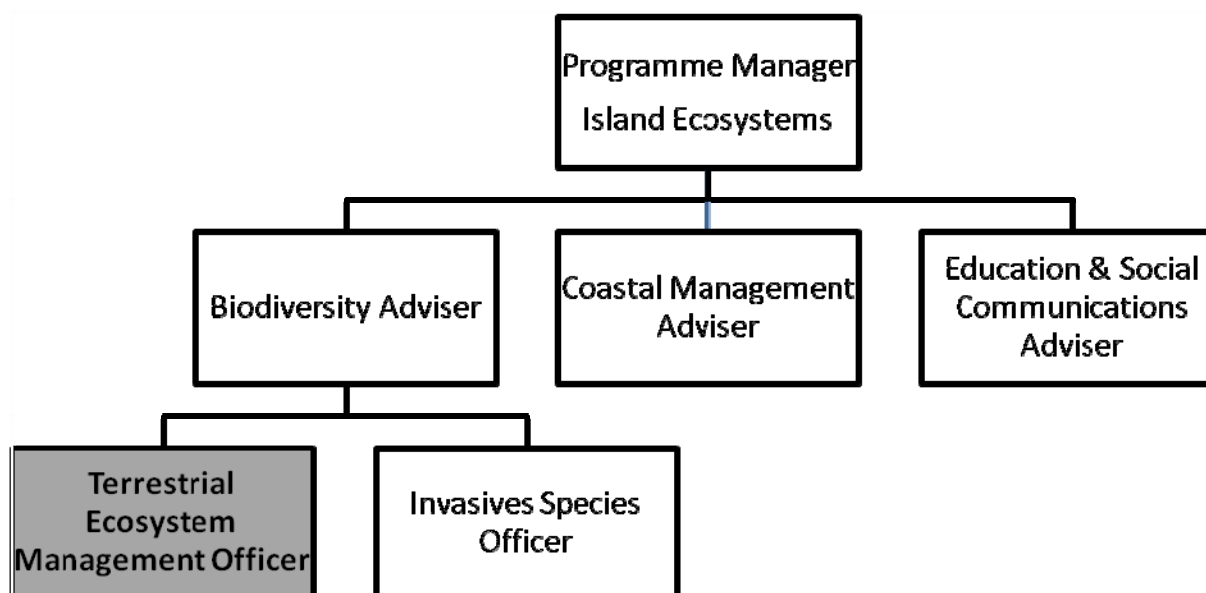 Programme Manager
Island Ecosystems
Biodiversity Adviser
Coastal Management
Adviser
Education & Social
Communications
Adviser
Terrestrial
Ecosystem
Management Officer
Invasives Species
Officer